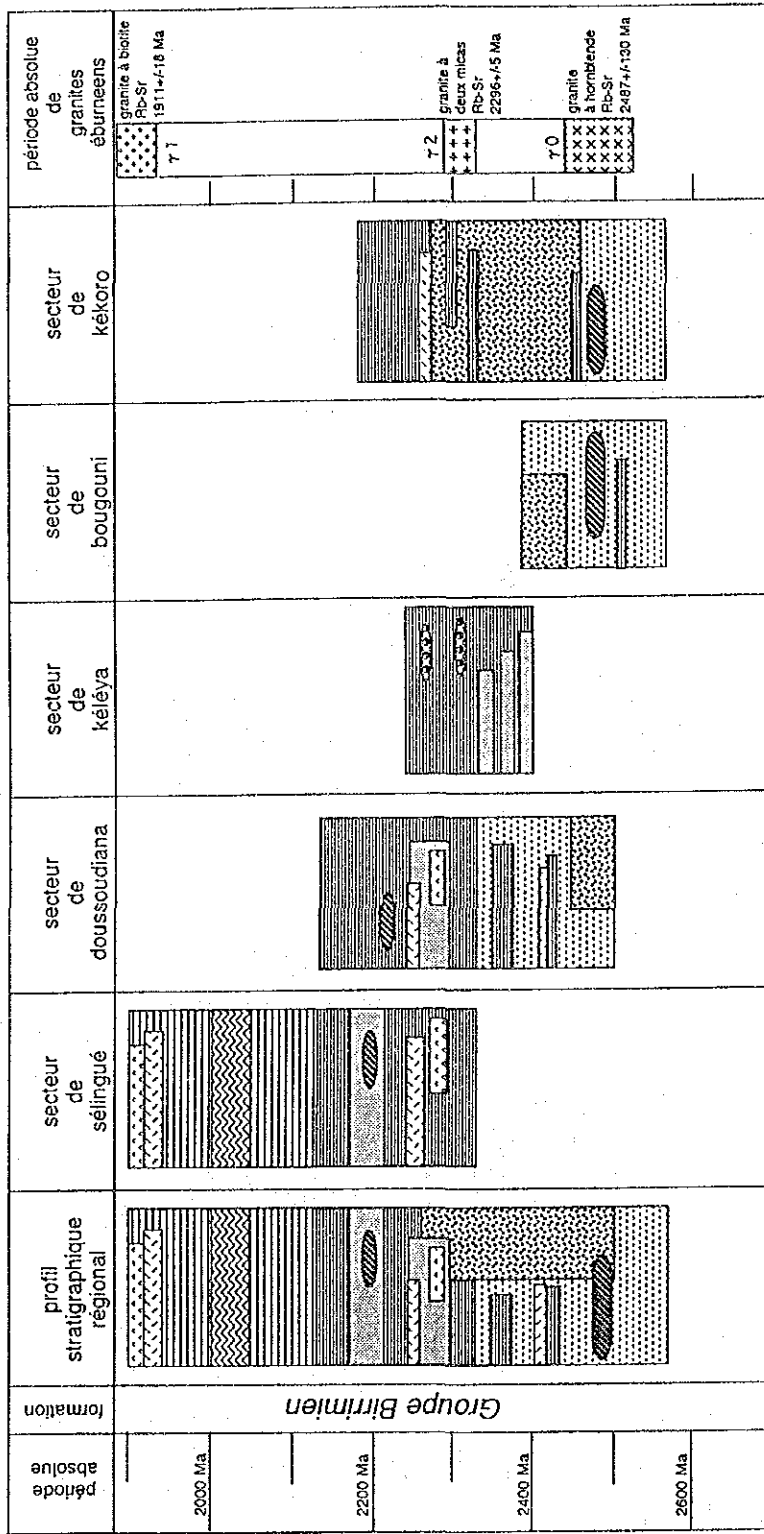 période
absolue
formation
profil
stratigraphique
régional
secteur
de
sélingué
secteur
de
doussoudiana
secteur
de
kéléya
secteur
de
bougouni
secteur
de
kékoro
période absolue
de
granites
éburneens
2000 Ma
2200 Ma
2400 Ma
2600 Ma
Groupe Birrimien
granite à biotite
Rb-Sr
1911+/-18 Ma
γ 1
γ 2
granite à
deux micas
Rb-Sr
2296+/-5 Ma
γ 0
granite
à hornblende
Rb-Sr
2487+/-130 Ma